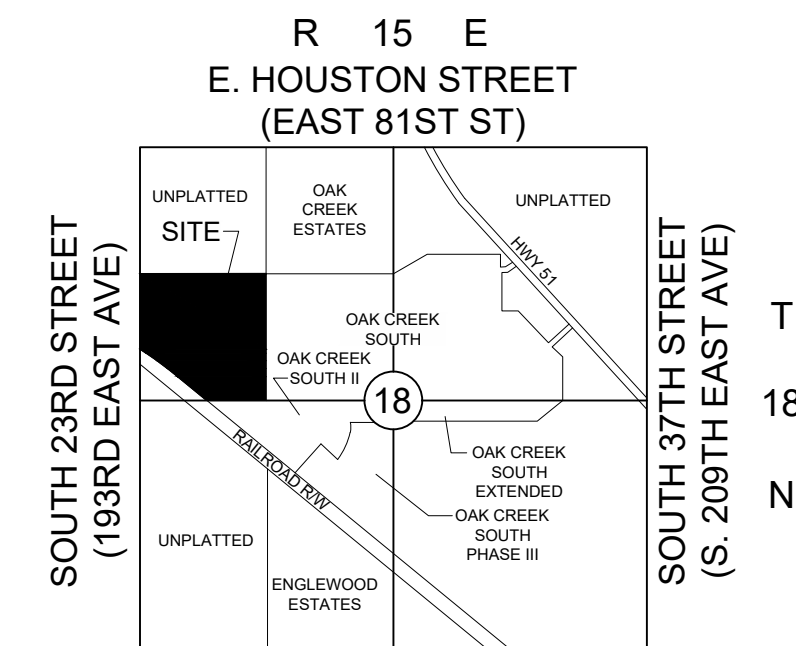 R 15 E
E. HOUSTON STREET
(EAST 81ST ST)
UNPLATTED
OAK
CREEK
ESTATES
UNPLATTED
SITE
HWY 51
SOUTH 23RD STREET
(193RD EAST AVE)
OAK CREEK
SOUTH
OAK CREEK
SOUTH II
18
RAILROAD R/W
OAK CREEK
SOUTH
EXTENDED
OAK CREEK
SOUTH
PHASE III
UNPLATTED
ENGLEWOOD
ESTATES
SOUTH 37TH STREET
(S. 209TH EAST AVE)
T
18
N